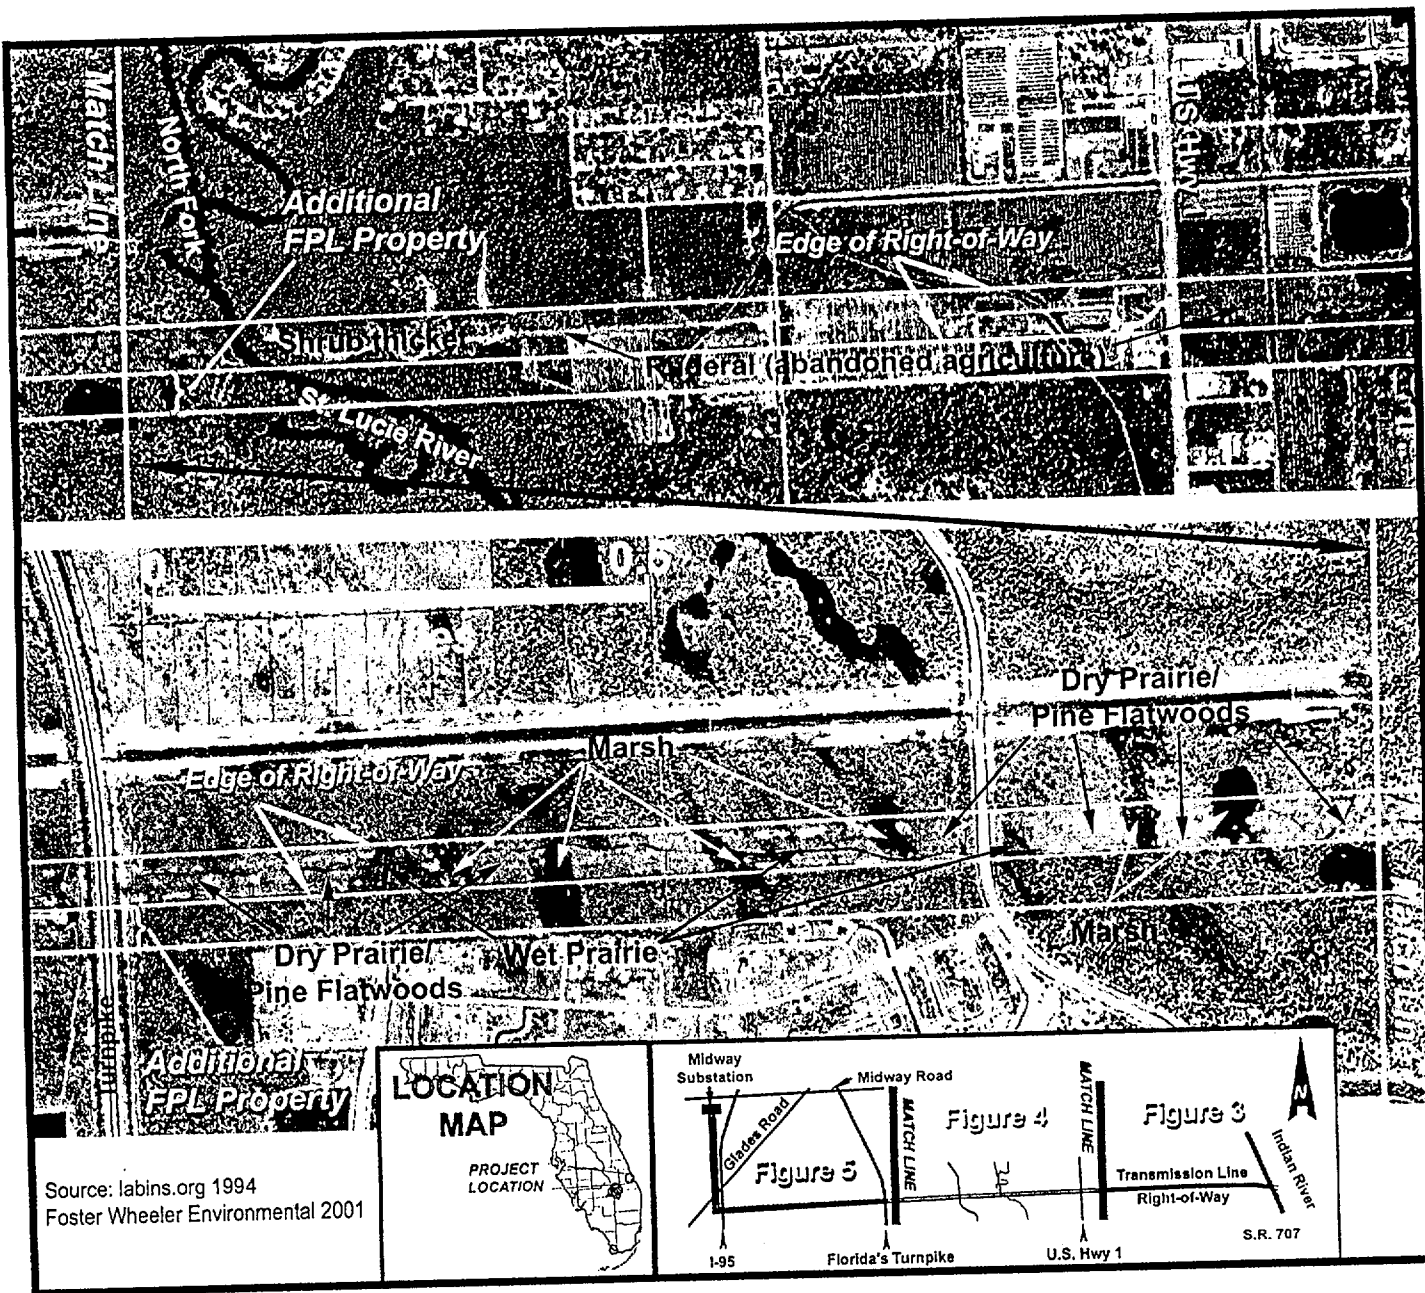 Match Line
North Fork
Additional
FPL Property
US HWY
Edge of Right-of-Way
Shrub thicket
Ruderal (abandoned agriculture)
St. Lucie River
0
0.5
Dry Prairie/
Pine Flatwoods
Marsh
Edge of Right-of-Way
Dry Prairie/
Pine Flatwoods
Wet Prairie
Marsh
Turnpike
Additional
FPL Property
LOCATION
MAP
PROJECT
LOCATION
Midway
Substation
Midway Road
Glades Road
Figure 5
MATCH LINE
Figure 4
MATCH LINE
Figure 3
N
Transmission Line
Right-of-Way
Indian River
S.R. 707
I-95
Florida's Turnpike
U.S. Hwy 1
Source: labins.org 1994
Foster Wheeler Environmental 2001